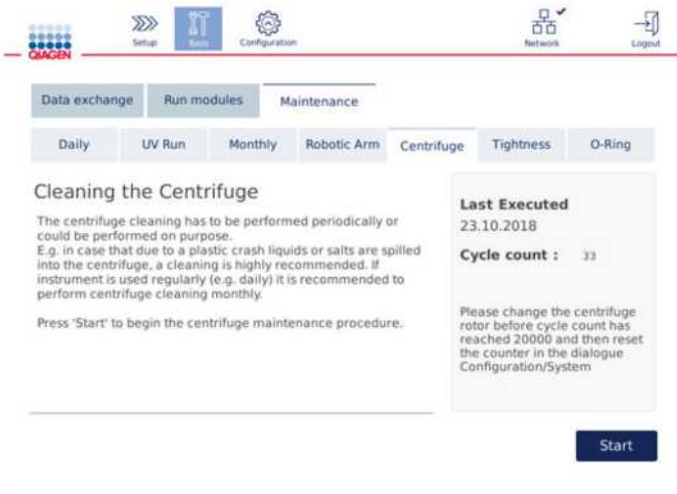 Setup
Tools
Configuration
Network
Logout
QIAGEN
Data exchange
Run modules
Maintenance
Daily
UV Run
Monthly
Robotic Arm
Centrifuge
Tightness
O-Ring
Cleaning the Centrifuge
The centrifuge cleaning has to be performed periodically or
could be performed on purpose.
E.g. in case that due to a plastic crash liquids or salts are spilled
into the centrifuge, a cleaning is highly recommended. If
instrument is used regularly (e.g. daily) it is recommended to
perform centrifuge cleaning monthly.
Press 'Start' to begin the centrifuge maintenance procedure.
Last Executed
23.10.2018
Cycle count : 33
Please change the centrifuge
rotor before cycle count has
reached 20000 and then reset
the counter in the dialogue
Configuration/System
Start